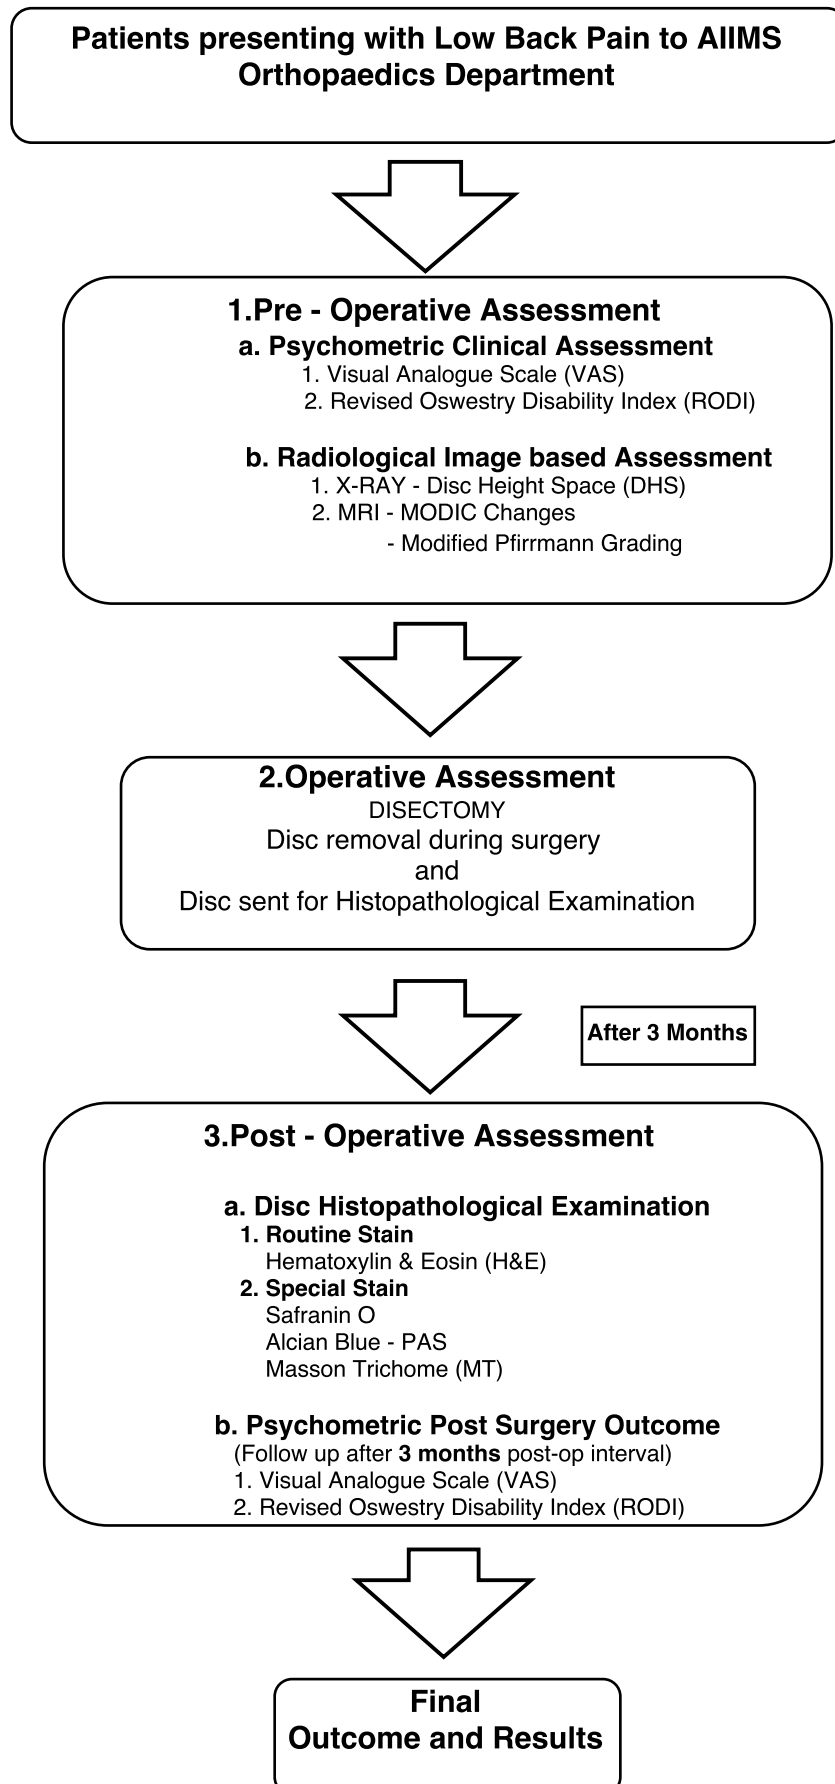 Patients presenting with Low Back Pain to AIIMS
Orthopaedics Department
1.Pre - Operative Assessment
a. Psychometric Clinical Assessment
1. Visual Analogue Scale (VAS)
2. Revised Oswestry Disability Index (RODI)
b. Radiological Image based Assessment
1. X-RAY - Disc Height Space (DHS)
2. MRI - MODIC Changes
- Modified Pfirrmann Grading
2.Operative Assessment
DISECTOMY
Disc removal during surgery
and
Disc sent for Histopathological Examination
After 3 Months
3.Post - Operative Assessment
a. Disc Histopathological Examination
1. Routine Stain
Hematoxylin & Eosin (H&E)
2. Special Stain
Safranin O
Alcian Blue - PAS
Masson Trichome (MT)
b. Psychometric Post Surgery Outcome
(Follow up after 3 months post-op interval)
1. Visual Analogue Scale (VAS)
2. Revised Oswestry Disability Index (RODI)
Final
Outcome and Results